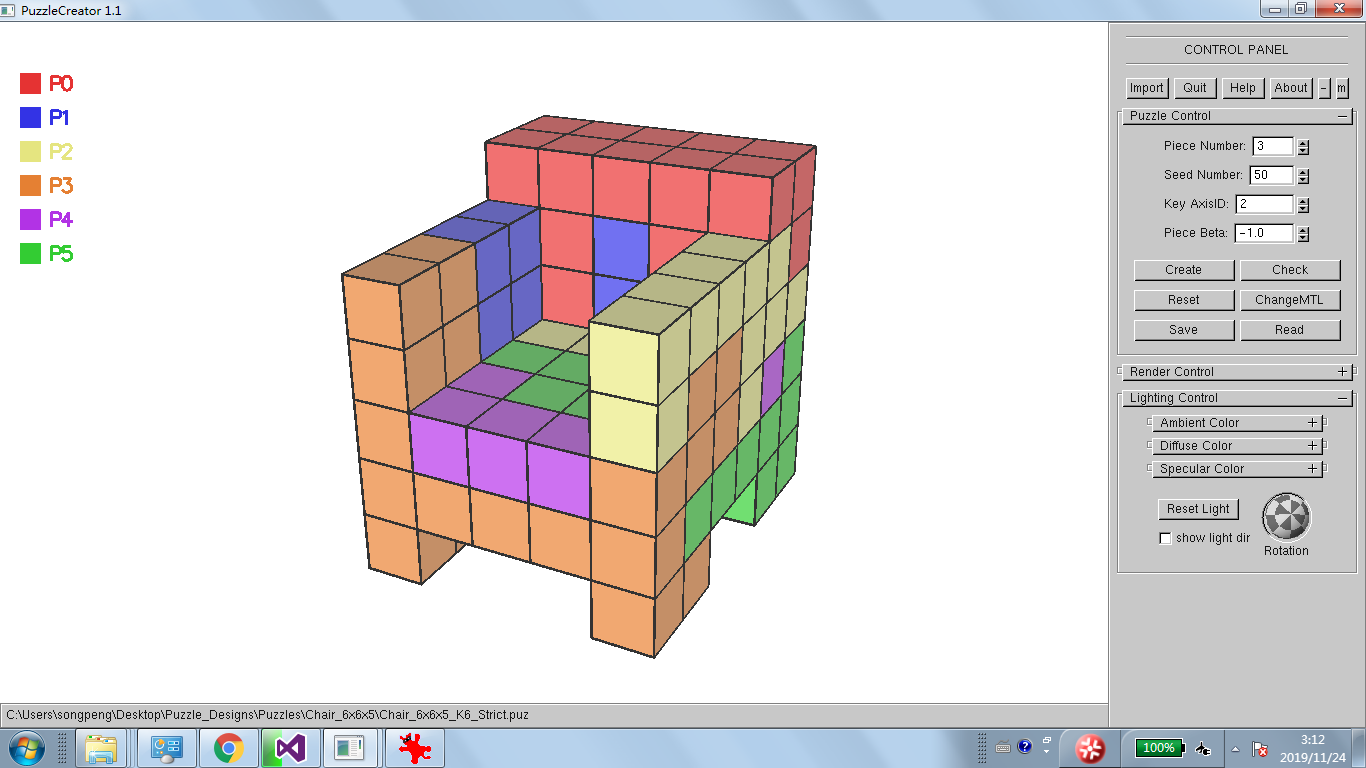 PuzzleCreator 1.1
P0
P1
P2
P3
P4
P5
CONTROL PANEL
Import Quit Help About - m
Puzzle Control
Piece Number: 3
Seed Number: 50
Key AxisID: 2
Piece Beta: -1.0
Create Check
Reset ChangeMTL
Save Read
Render Control
Lighting Control
Ambient Color
Diffuse Color
Specular Color
Reset Light
show light dir
Rotation
C:\Users\songpeng\Desktop\Puzzle_Designs\Puzzles\Chair_6x6x5\Chair_6x6x5_K6_Strict.puz
100%
3:12
2019/11/24